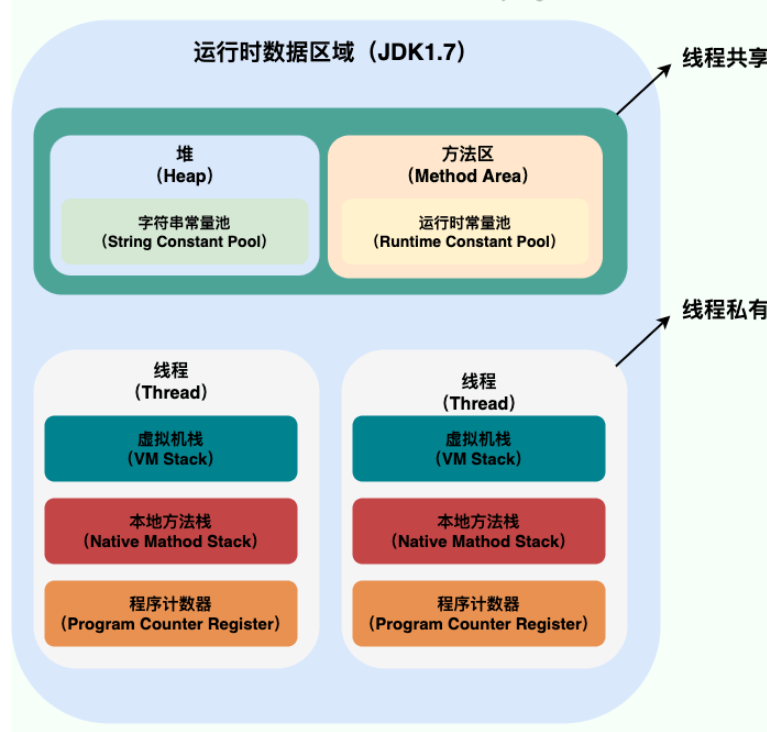 运行时数据区域（JDK1.7）
线程共享
堆
（Heap）
字符串常量池
（String Constant Pool）
方法区
（Method Area）
运行时常量池
（Runtime Constant Pool）
线程私有
线程
（Thread）
虚拟机栈
（VM Stack）
本地方法栈
（Native Mathod Stack）
程序计数器
（Program Counter Register）
线程
（Thread）
虚拟机栈
（VM Stack）
本地方法栈
（Native Mathod Stack）
程序计数器
（Program Counter Register）